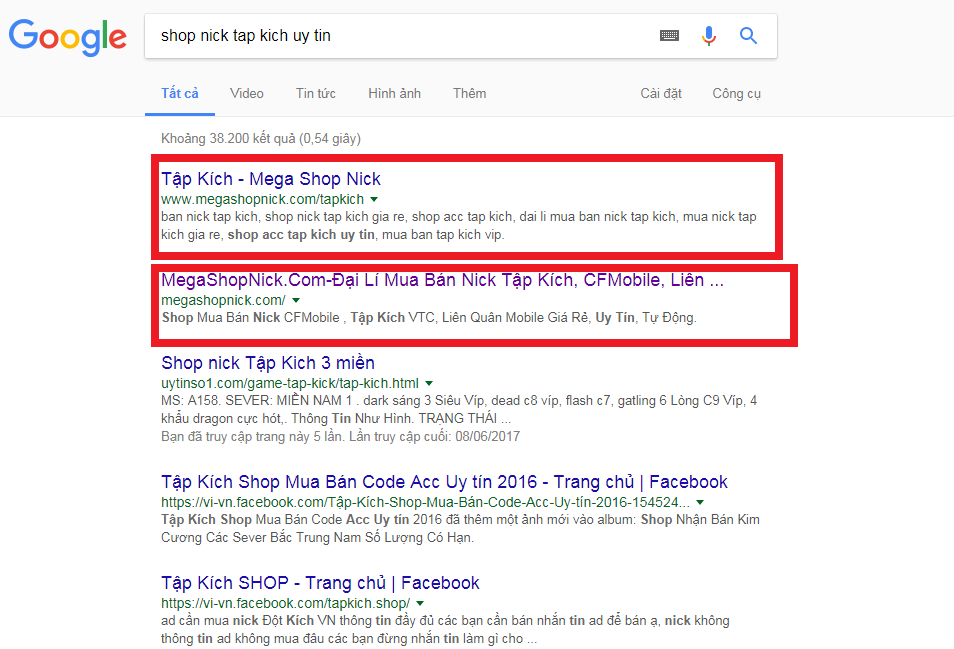 Google
shop nick tap kich uy tin
Tất cả Video Tin tức Hình ảnh Thêm Cài đặt Công cụ
Khoảng 38.200 kết quả (0,54 giây)
Tập Kích - Mega Shop Nick
www.megashopnick.com/tapkich
ban nick tap kich, shop nick tap kich gia re, shop acc tap kich, dai li mua ban nick tap kich, mua nick tap
kich gia re, shop acc tap kich uy tin, mua ban tap kich vip.
MegaShopNick.Com-Đại Lí Mua Bán Nick Tập Kích, CFMobile, Liên ...
megashopnick.com/
Shop Mua Bán Nick CFMobile , Tập Kích VTC, Liên Quân Mobile Giá Rẻ, Uy Tín, Tự Động.
Shop nick Tập Kich 3 miền
uytinso1.com/game-tap-kick/tap-kich.html
MS: A158. SEVER: MIỀN NAM 1 . dark sáng 3 Siêu Víp, dead c8 víp, flash c7, gatling 6 Lòng C9 Víp, 4
khẩu dragon cực hót,. Thông Tin Như Hình. TRẠNG THÁI ...
Bạn đã truy cập trang này 5 lần. Lần truy cập cuối: 08/06/2017
Tập Kích Shop Mua Bán Code Acc Uy tín 2016 - Trang chủ | Facebook
https://vi-vn.facebook.com/Tập-Kích-Shop-Mua-Bán-Code-Acc-Uy-tín-2016-154524...
Tập Kích Shop Mua Bán Code Acc Uy tín 2016 đã thêm một ảnh mới vào album: Shop Nhận Bán Kim
Cương Các Sever Bắc Trung Nam Số Lượng Có Hạn.
Tập Kích SHOP - Trang chủ | Facebook
https://vi-vn.facebook.com/tapkich.shop/
ad cần mua nick Đột Kích VN thông tin đầy đủ các bạn cần bán nhắn tin ad để bán ạ, nick không
thông tin ad không mua đâu các bạn đừng nhắn tin làm gì cho ...